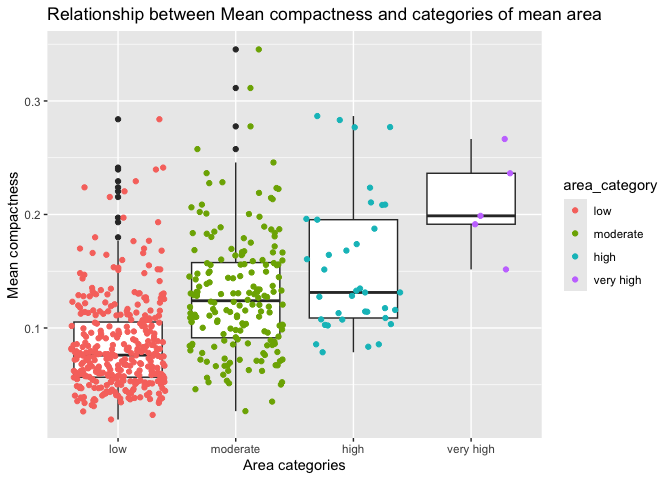 Relationship between Mean compactness and categories of mean area
Mean compactness
0.3
0.2
0.1
low
moderate
high
very high
Area categories
area_category
low
moderate
high
very high